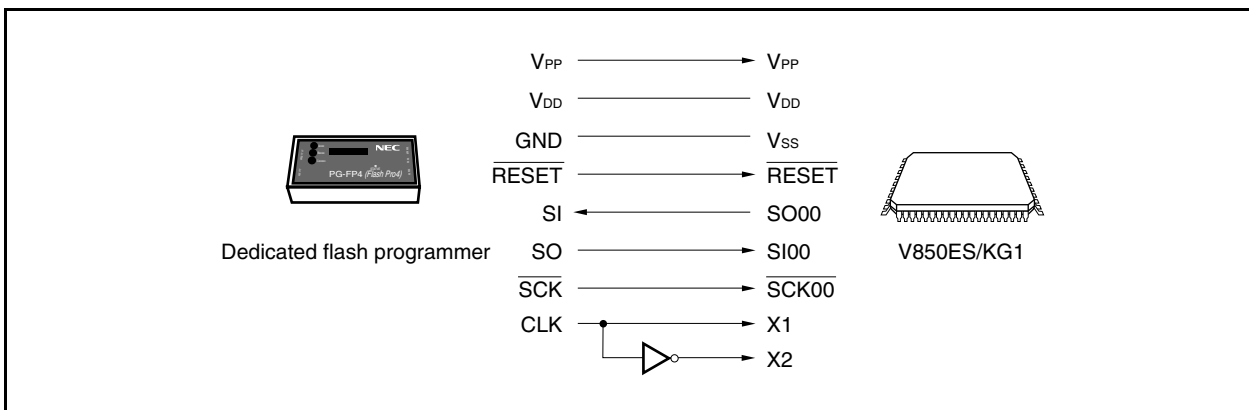 VPP VPP
VDD VDD
GND VSS
RESET RESET
SI SO00
SO SI00
SCK SCK00
CLK X1
X2
NEC
PG-FP4 (Flash Pro4)
Dedicated flash programmer
V850ES/KG1